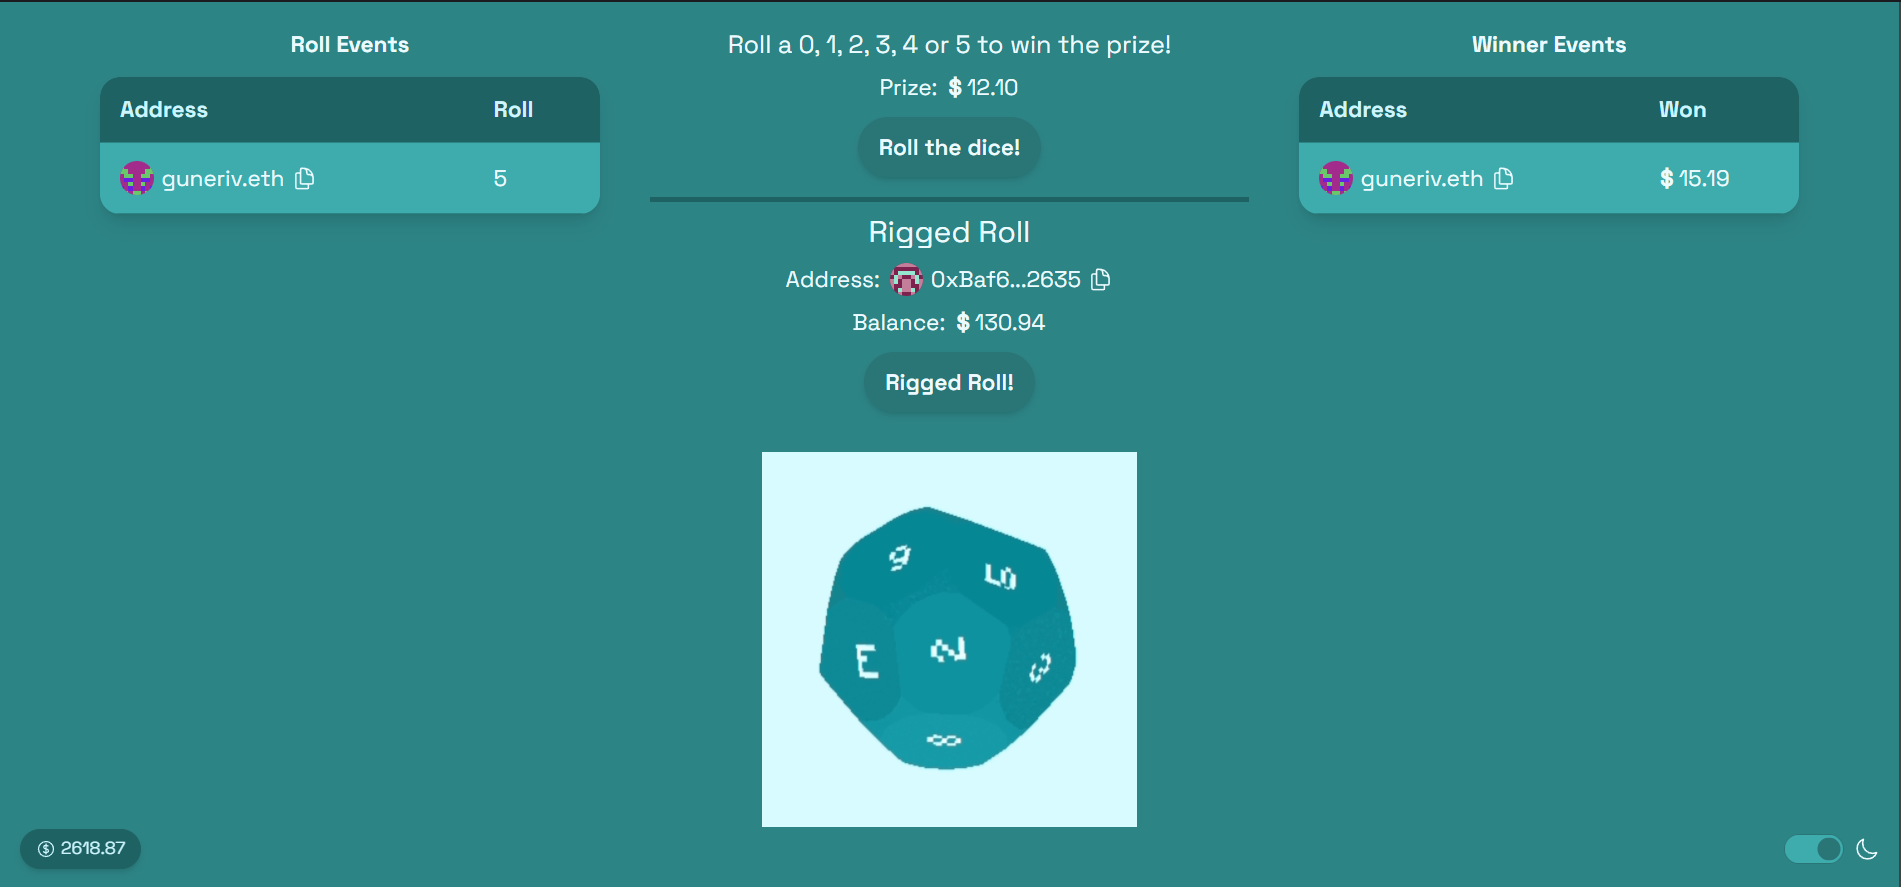 Roll Events
Address Roll
guneriv.eth 5
Roll a 0, 1, 2, 3, 4 or 5 to win the prize!
Prize: $ 12.10
Roll the dice!
Rigged Roll
Address: 0xBaf6...2635
Balance: $ 130.94
Rigged Roll!
Winner Events
Address Won
guneriv.eth $ 15.19
2
$ 2618.87